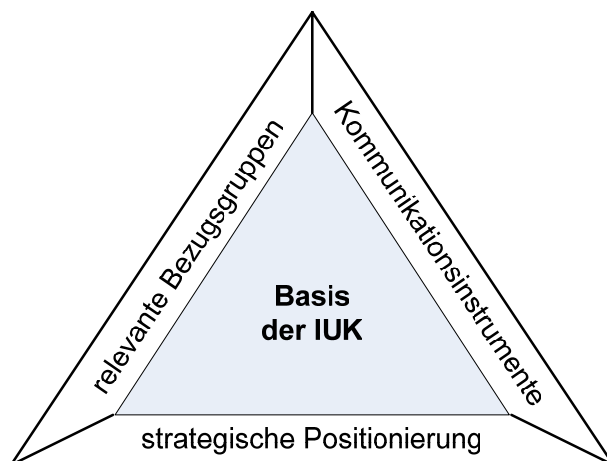 relevante Bezugsgruppen
Kommunikationsinstrumente
Basis
der IUK
strategische Positionierung